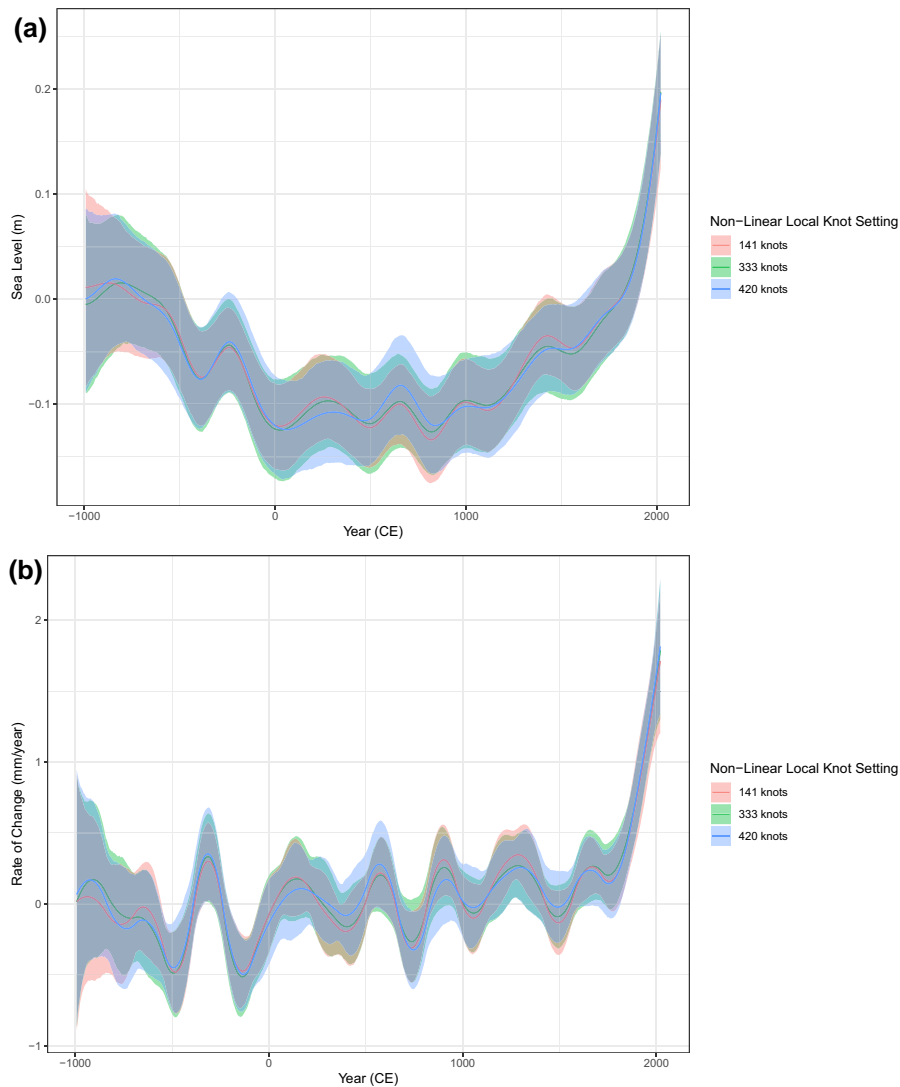 (a)
0.2
0.1
0.0
−0.1
Sea Level (m)
−1000
0
1000
2000
Year (CE)
Non−Linear Local Knot Setting
141 knots
333 knots
420 knots
(b)
2
1
0
−1
Rate of Change (mm/year)
−1000
0
1000
2000
Year (CE)
Non−Linear Local Knot Setting
141 knots
333 knots
420 knots